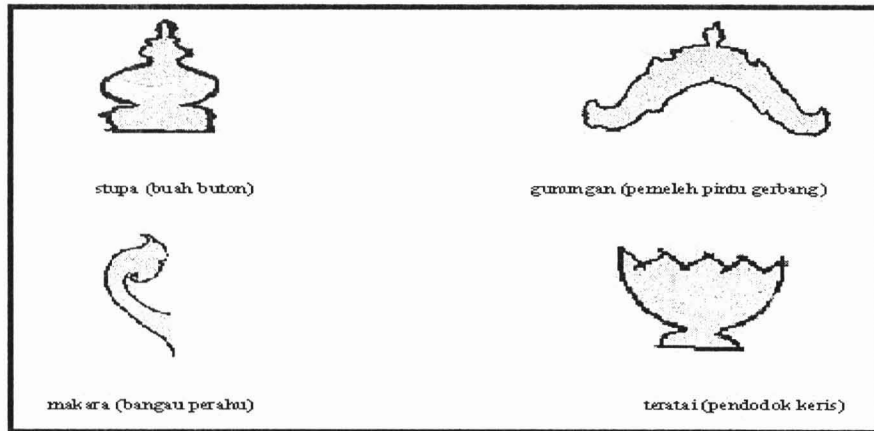 stupa (buah buton)
gunungan (pemeleh pintu gerbang)
makara (bangau perahu)
teratai (pendodok keris)